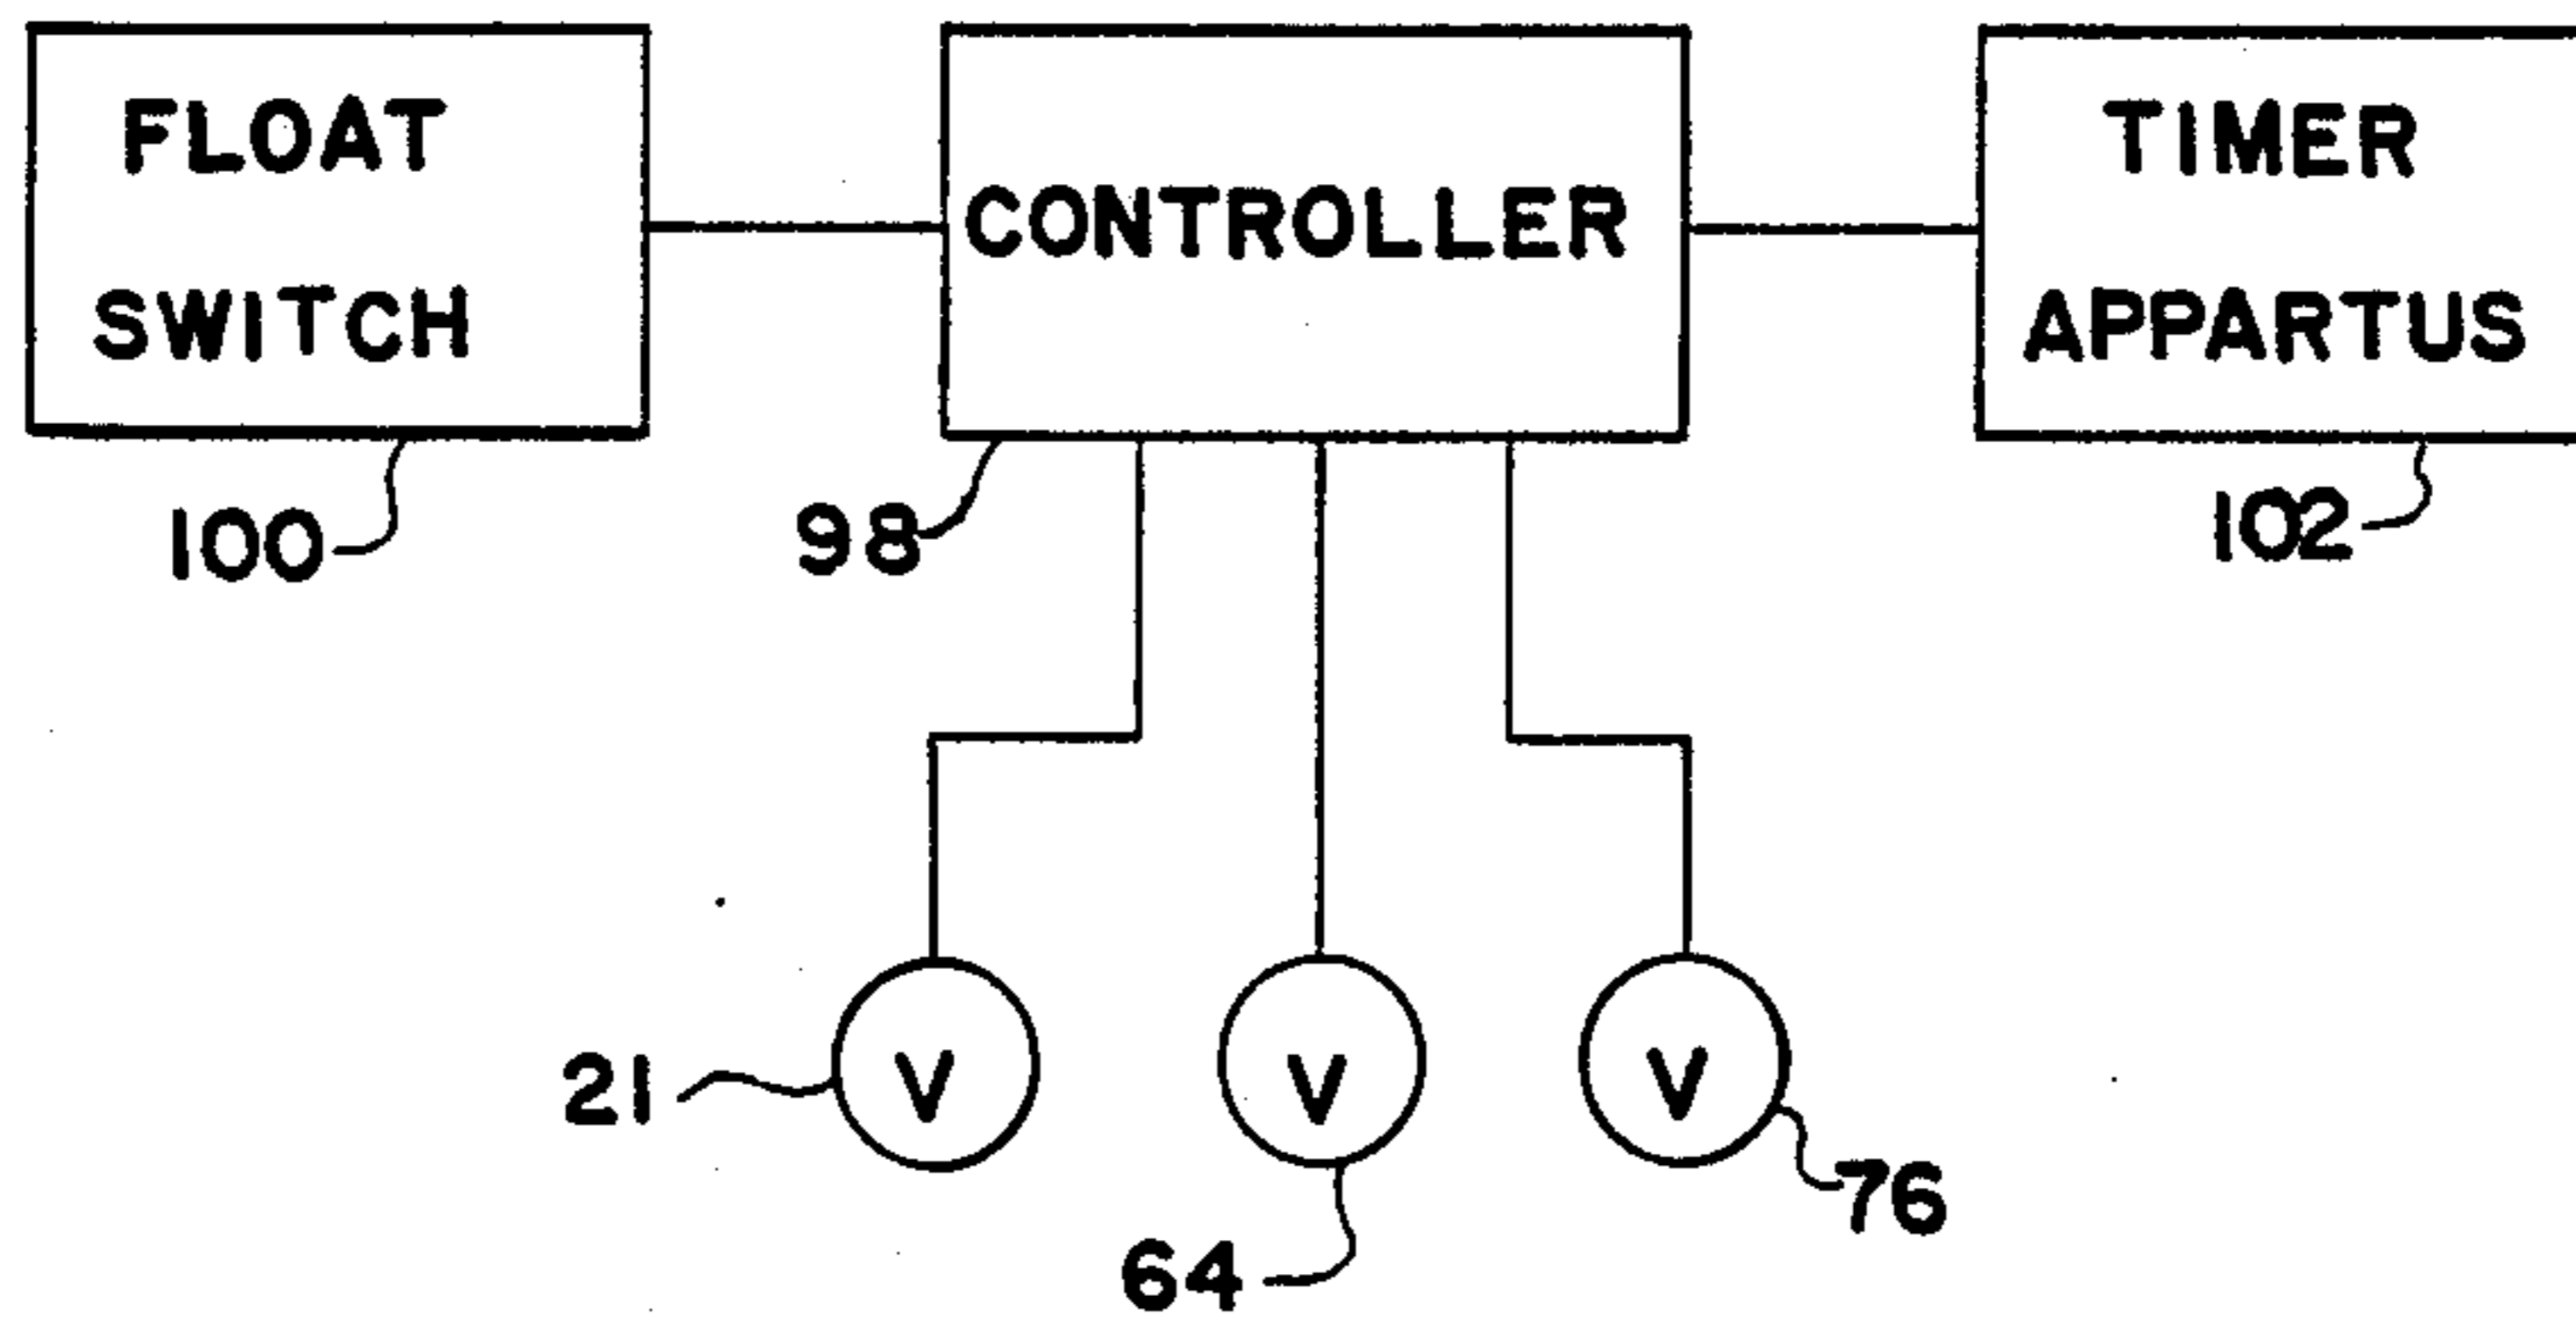 FLOAT
SWITCH
CONTROLLER
TIMER
APPARTUS
100
98
102
V
V
V
21
64
76